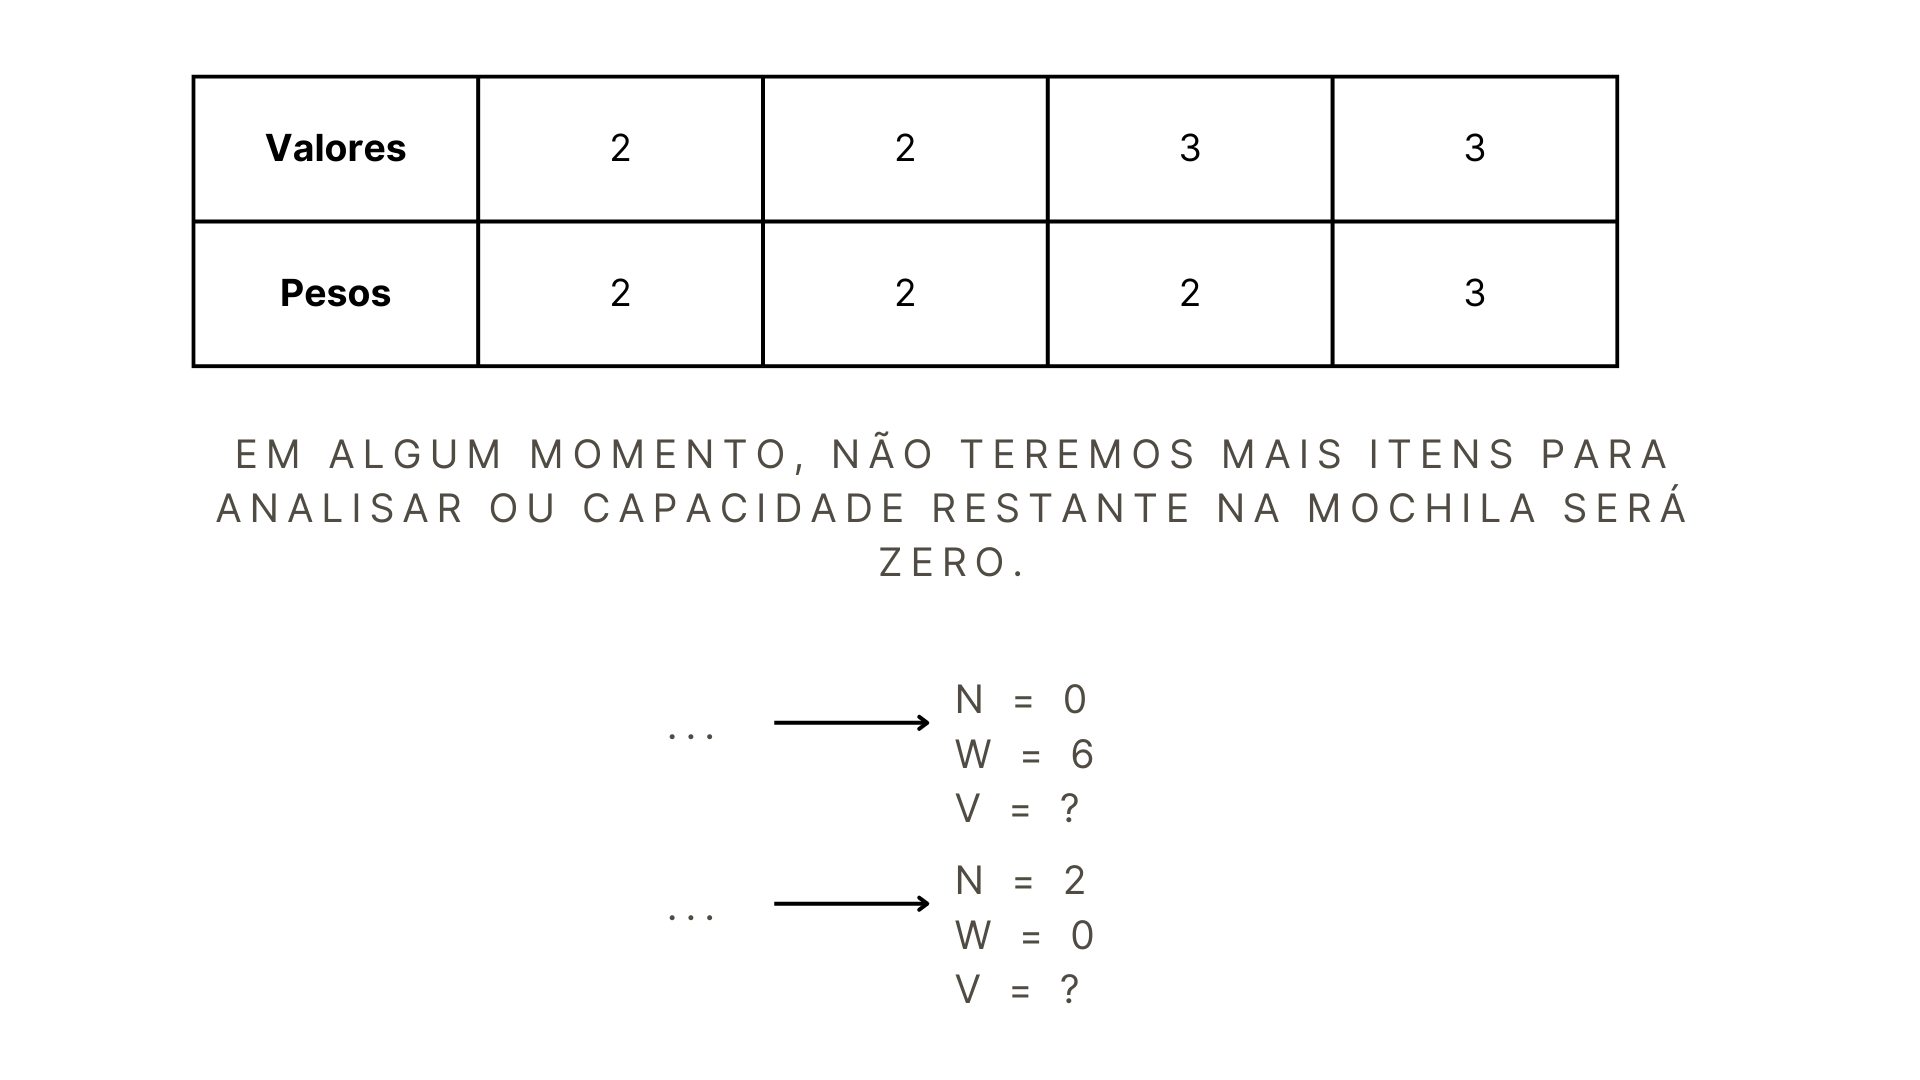 Valores 2 2 3 3
Pesos 2 2 2 3
EM ALGUM MOMENTO, NÃO TEREMOS MAIS ITENS PARA
ANALISAR OU CAPACIDADE RESTANTE NA MOCHILA SERÁ
ZERO.
N = 0
... W = 6
V = ?
N = 2
... W = 0
V = ?